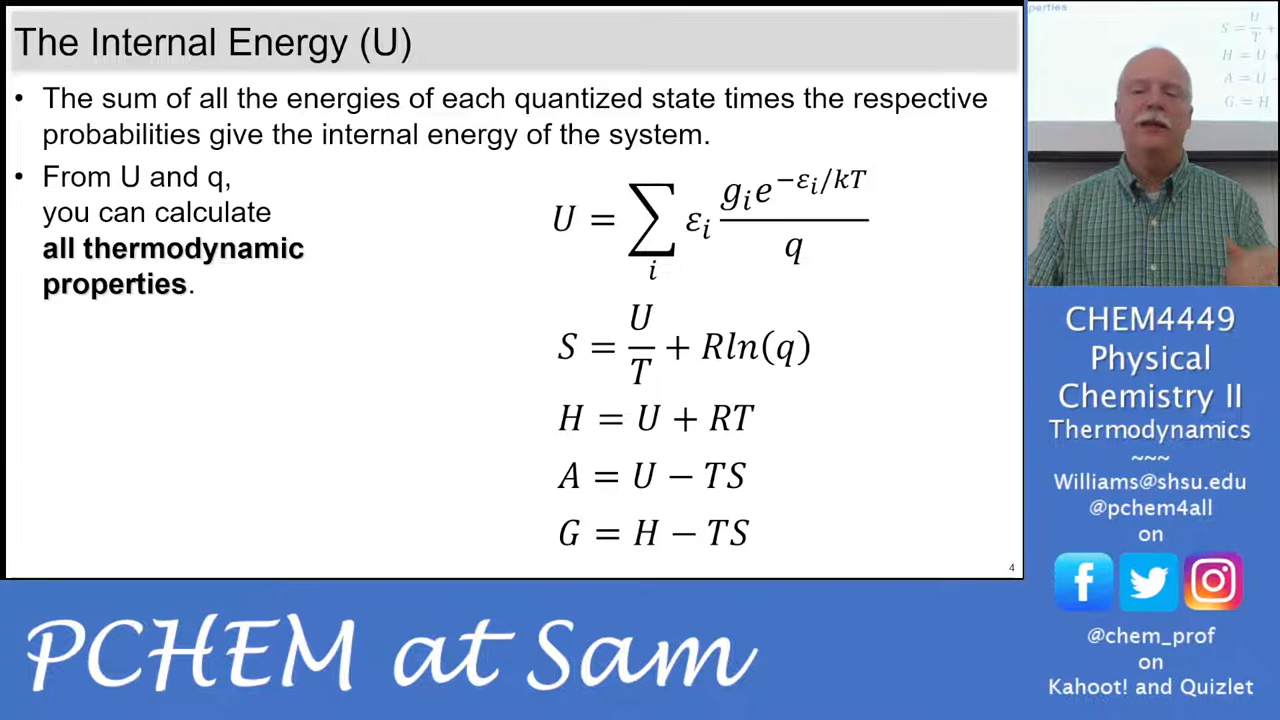 The Internal Energy (U)
• The sum of all the energies of each quantized state times the respective
probabilities give the internal energy of the system.
• From U and q,
you can calculate
all thermodynamic
properties.
U = ∑_i ε_i g_i e^{−ε_i/kT} / q
S = U/T + Rln(q)
H = U + RT
A = U − TS
G = H − TS
4
perties
S = U/T +
H = U
A = U −
G = H
CHEM4449
Physical
Chemistry II
Thermodynamics
~~~
Williams@shsu.edu
@pchem4all
on
@chem_prof
on
Kahoot! and Quizlet
PCHEM at Sam